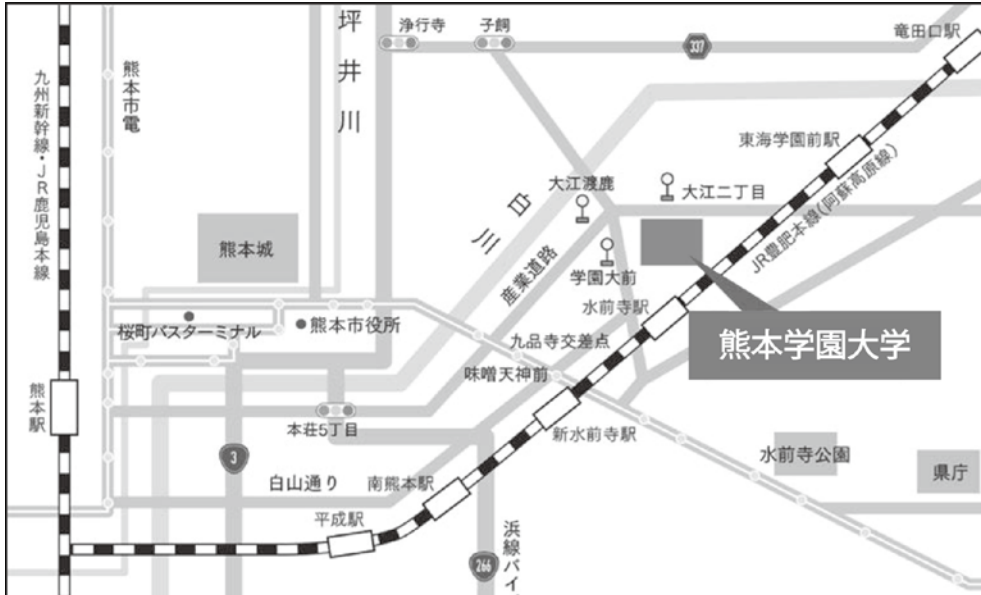 浄行寺
子飼
337
竜田口駅
坪井川
熊本市電
九州新幹線・JR鹿児島本線
東海学園前駅
JR豊肥本線(阿蘇高原線)
大江渡鹿
大江二丁目
白川
熊本城
産業道路
学園大前
水前寺駅
熊本学園大学
桜町バスターミナル
熊本市役所
九品寺交差点
味噌天神前
熊本駅
本荘5丁目
新水前寺駅
3
水前寺公園
県庁
白山通り
南熊本駅
平成駅
浜線バイ
266